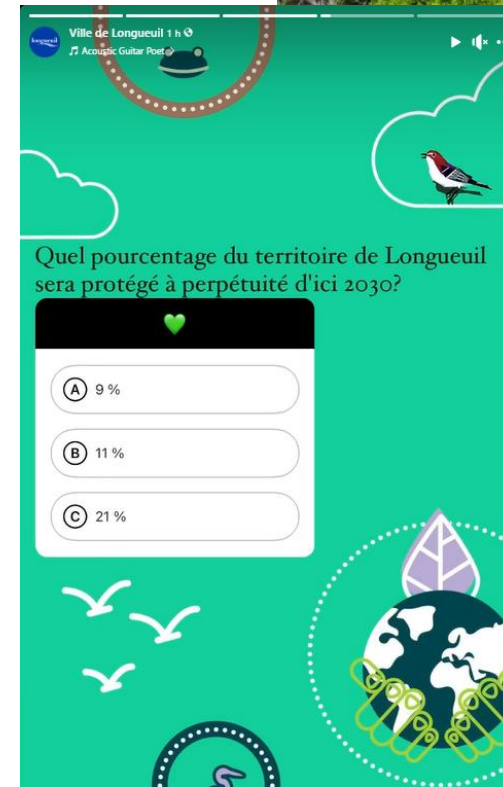 Ville de Longueuil 1 h
longueuil
Acoustic Guitar Poet
Quel pourcentage du territoire de Longueuil
sera protégé à perpétuité d'ici 2030?
A 9 %
B 11 %
C 21 %